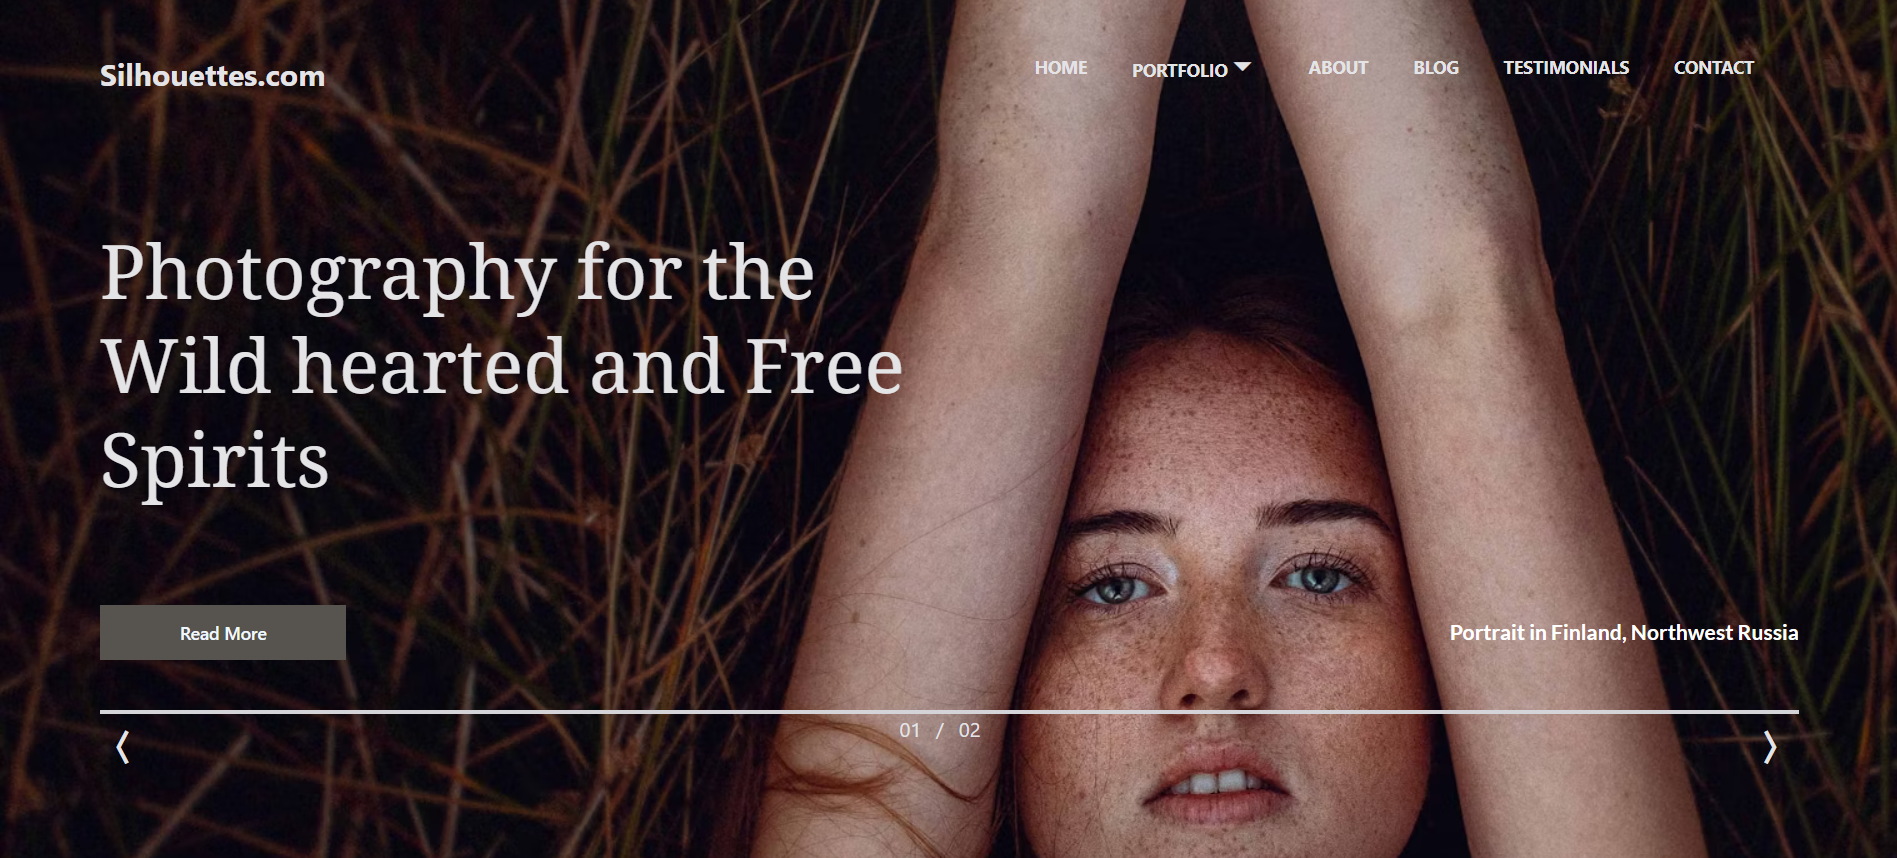 Silhouettes.com
HOME PORTFOLIO ABOUT BLOG TESTIMONIALS CONTACT
Photography for the
Wild hearted and Free
Spirits
Read More
Portrait in Finland, Northwest Russia
01 / 02